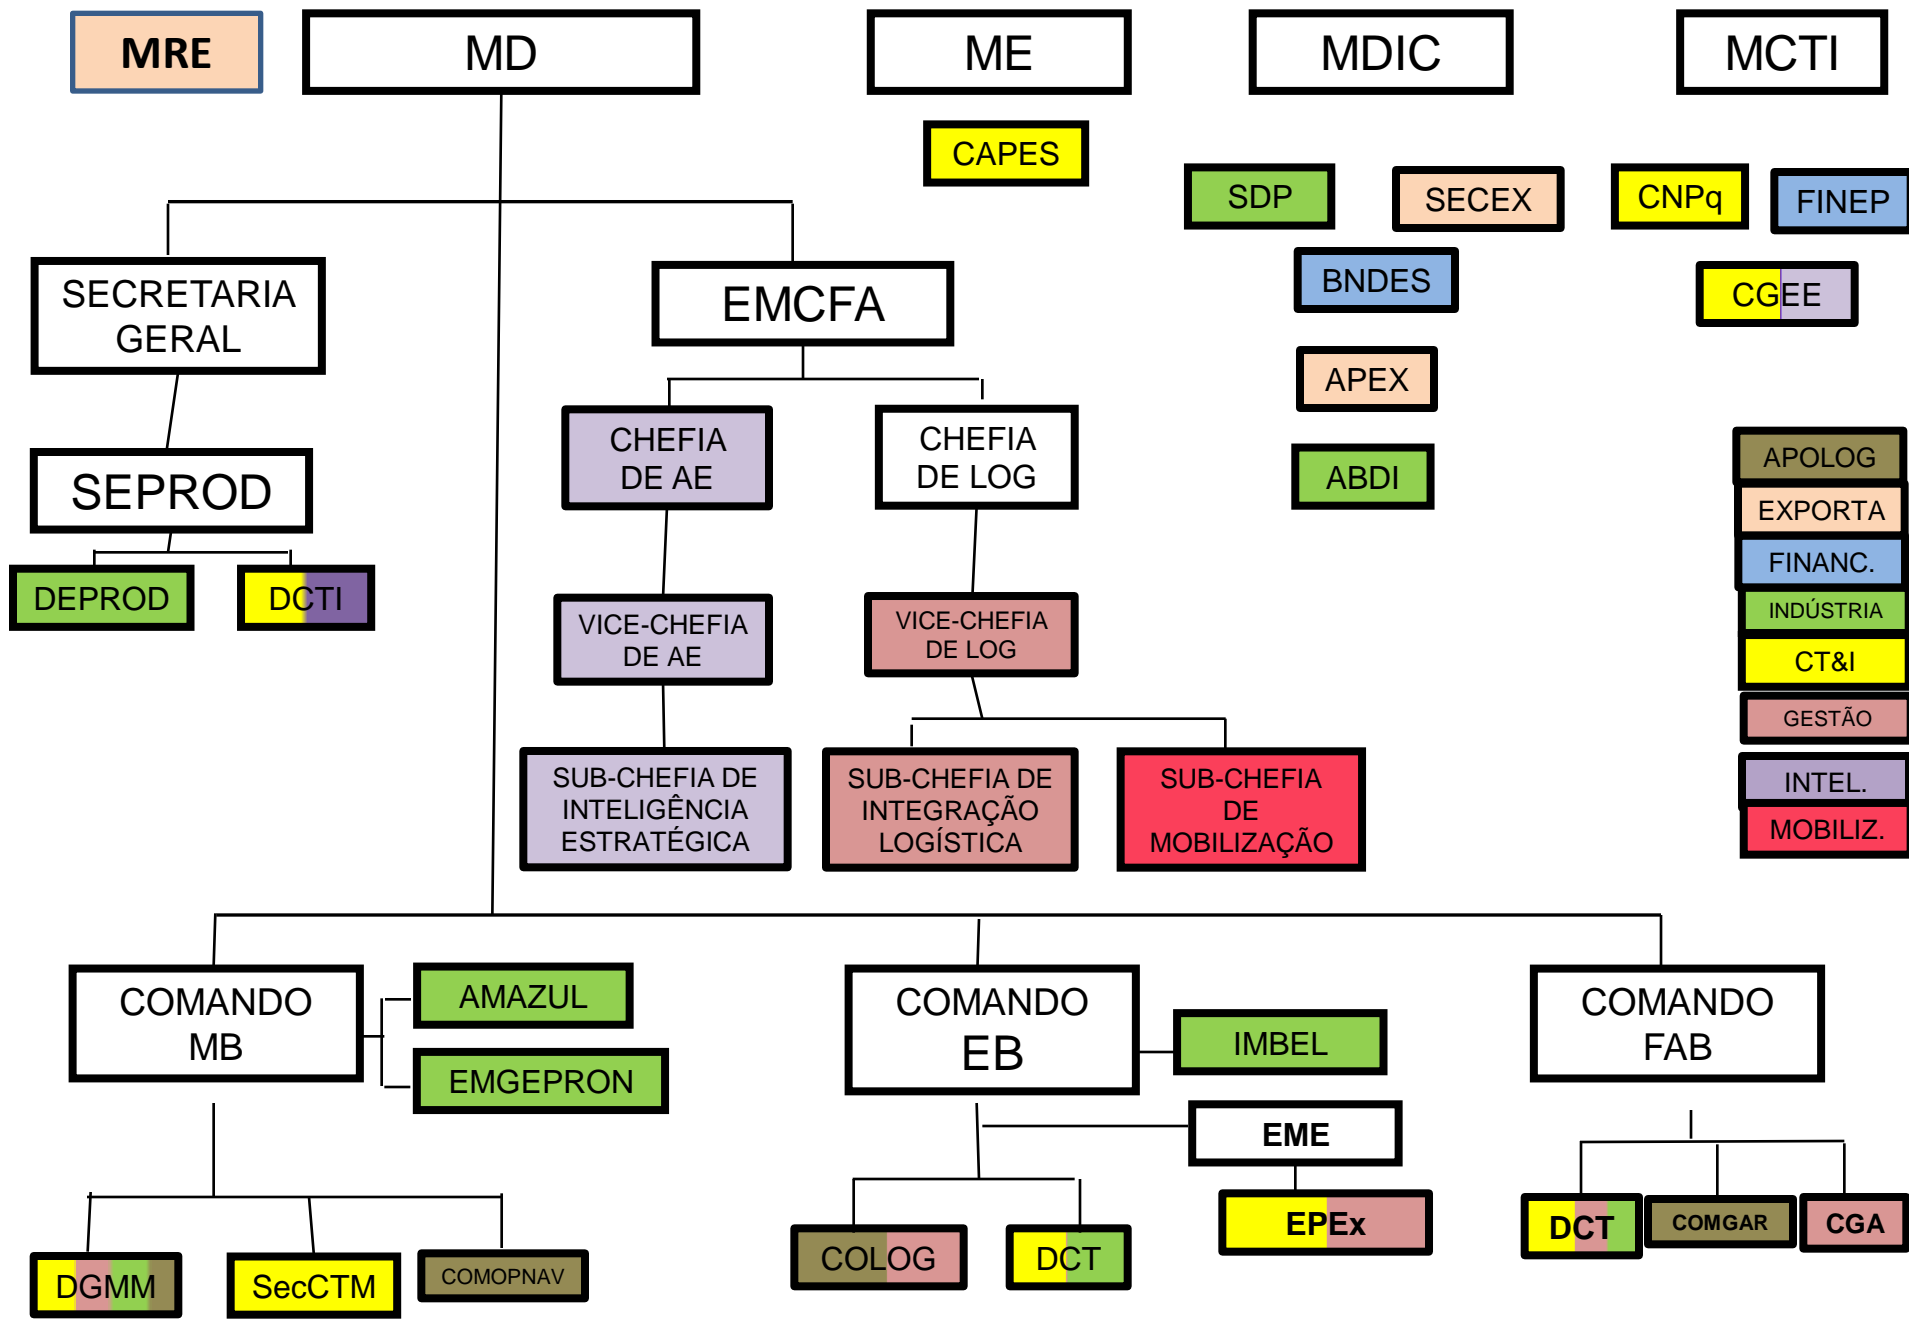 MRE
MD
ME
MDIC
MCTI
CAPES
SDP
SECEX
CNPq
FINEP
SECRETARIA
GERAL
EMCFA
BNDES
CGEE
APEX
CHEFIA
DE AE
CHEFIA
DE LOG
ABDI
SEPROD
DEPROD
DCTI
VICE-CHEFIA
DE AE
VICE-CHEFIA
DE LOG
SUB-CHEFIA DE
INTELIGÊNCIA
ESTRATÉGICA
SUB-CHEFIA DE
INTEGRAÇÃO
LOGÍSTICA
SUB-CHEFIA
DE
MOBILIZAÇÃO
APOLOG
EXPORTA
FINANC.
INDÚSTRIA
CT&I
GESTÃO
INTEL.
MOBILIZ.
COMANDO
MB
AMAZUL
EMGEPRON
COMANDO
EB
IMBEL
COMANDO
FAB
EME
EPEx
DGMM
SecCTM
COMOPNAV
COLOG
DCT
DCT
COMGAR
CGA